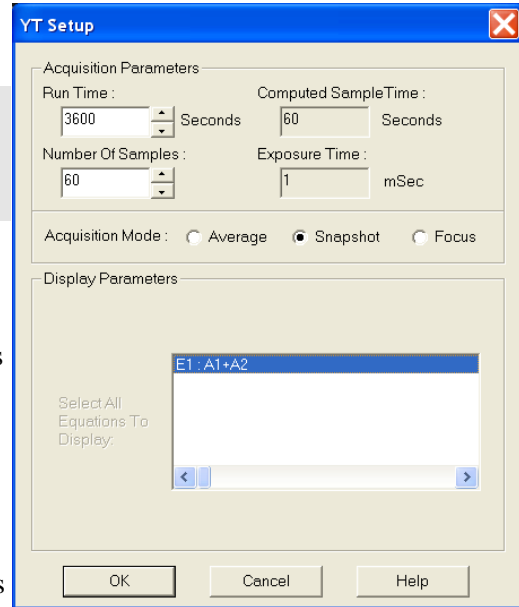 YT Setup
Acquisition Parameters
Run Time : Computed SampleTime :
3600 Seconds 60 Seconds
Number Of Samples : Exposure Time :
60 1 mSec
Acquisition Mode : Average Snapshot Focus
Display Parameters
s
E1 : A1+A2
Select All
Equations To
Display:
OK Cancel Help
s